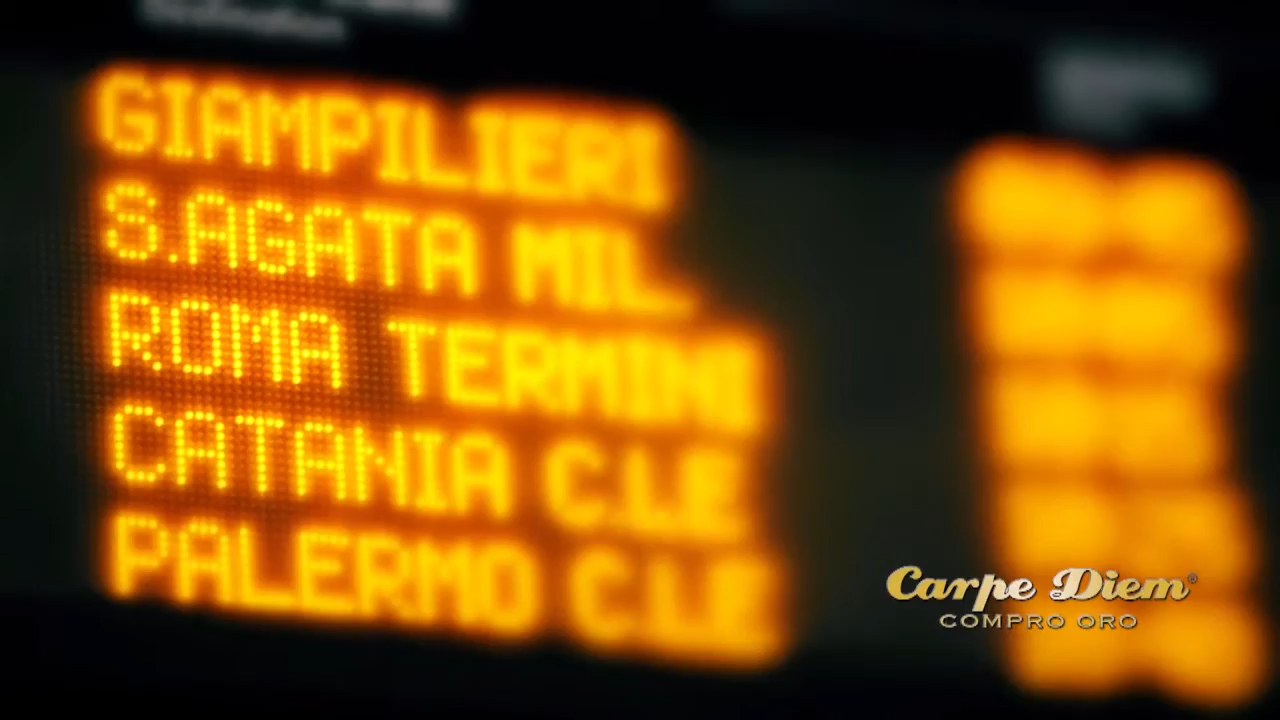 GIAMPILIERI
S.AGATA MIL.
ROMA TERMINI
CATANIA C.LE
PALERMO C.LE
Carpe Diem®
COMPRO ORO